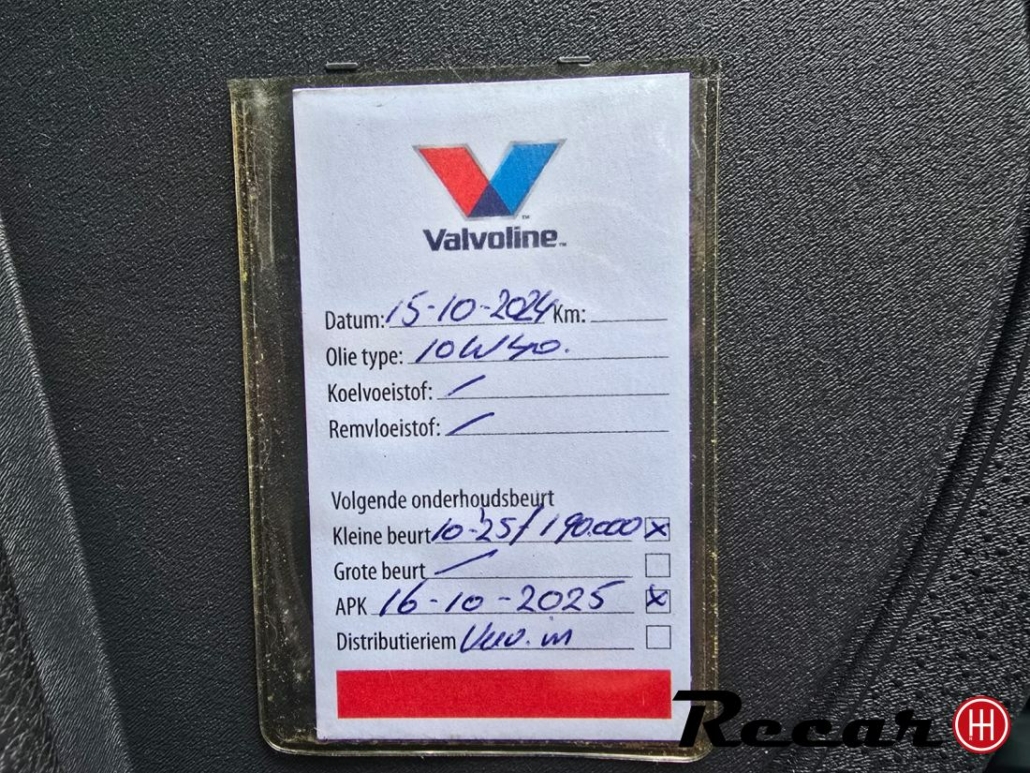 Valvoline™
Datum: 15-10-2024 Km:
Olie type: 10W40.
Koelvoeistof: /
Remvloeistof: /
Volgende onderhoudsbeurt
Kleine beurt 10-25/190.000 x
Grote beurt /
APK 16-10-2025 x
Distributieriem
Recar H